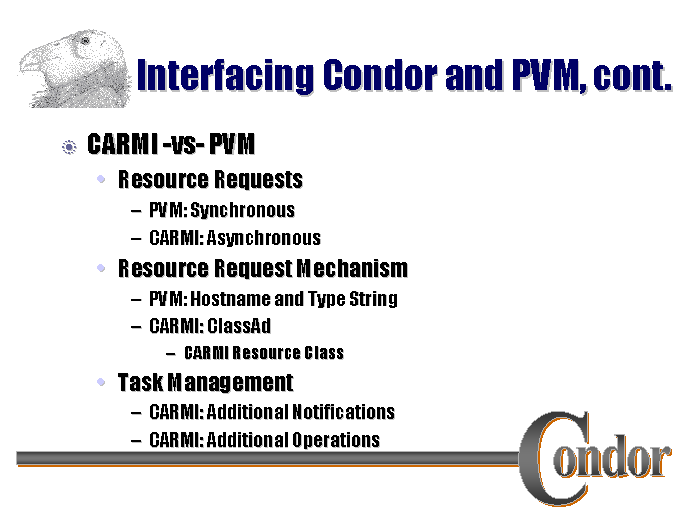 Interfacing Condor and PVM, cont.
CARMI -vs- PVM
Resource Requests
– PVM: Synchronous
– CARMI: Asynchronous
Resource Request Mechanism
– PVM: Hostname and Type String
– CARMI: ClassAd
– CARMI Resource Class
Task Management
– CARMI: Additional Notifications
– CARMI: Additional Operations
Condor